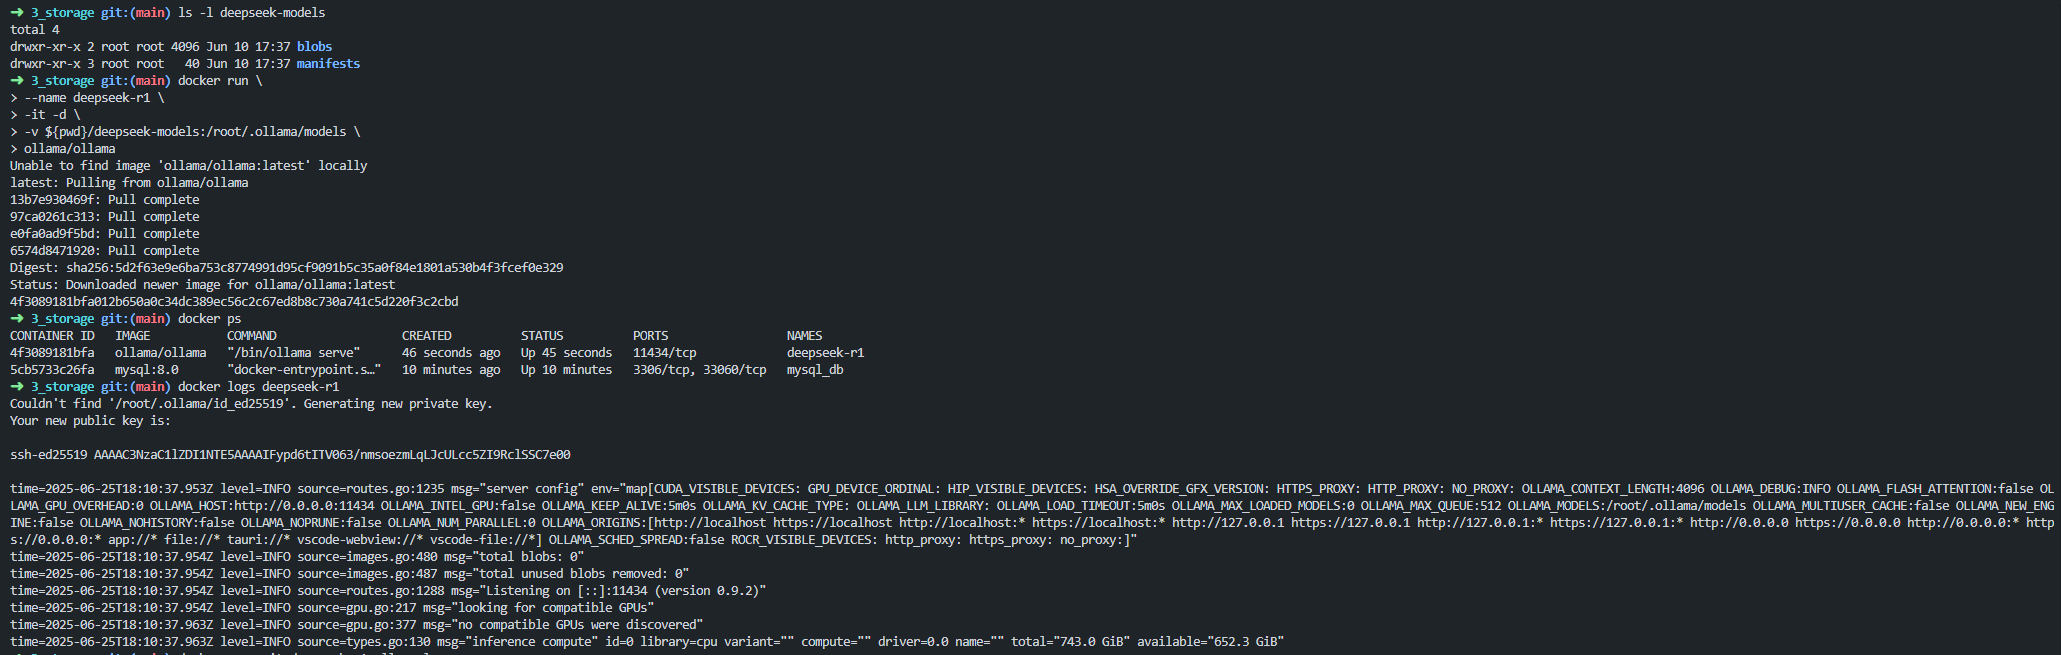 ➜ 3_storage git:(main) ls -l deepseek-models
total 4
drwxr-xr-x 2 root root 4096 Jun 10 17:37 blobs
drwxr-xr-x 3 root root   40 Jun 10 17:37 manifests
➜ 3_storage git:(main) docker run \
> --name deepseek-r1 \
> -it -d \
> -v ${pwd}/deepseek-models:/root/.ollama/models \
> ollama/ollama
Unable to find image 'ollama/ollama:latest' locally
latest: Pulling from ollama/ollama
13b7e930469f: Pull complete
97ca0261c313: Pull complete
e0fa0ad9f5bd: Pull complete
6574d8471920: Pull complete
Digest: sha256:5d2f63e9e6ba753c8774991d95cf9091b5c35a0f84e1801a530b4f3fcef0e329
Status: Downloaded newer image for ollama/ollama:latest
4f3089181bfa012b650a0c34dc389ec56c2c67ed8b8c730a741c5d220f3c2cbd
➜ 3_storage git:(main) docker ps
CONTAINER ID   IMAGE           COMMAND                  CREATED          STATUS          PORTS                 NAMES
4f3089181bfa   ollama/ollama   "/bin/ollama serve"      46 seconds ago   Up 45 seconds   11434/tcp             deepseek-r1
5cb5733c26fa   mysql:8.0       "docker-entrypoint.s…"   10 minutes ago   Up 10 minutes   3306/tcp, 33060/tcp   mysql_db
➜ 3_storage git:(main) docker logs deepseek-r1
Couldn't find '/root/.ollama/id_ed25519'. Generating new private key.
Your new public key is:

ssh-ed25519 AAAAC3NzaC1lZDI1NTE5AAAAIFypd6tITV063/nmsoezmLqLJcULcc5ZI9RclSSC7e00

time=2025-06-25T18:10:37.953Z level=INFO source=routes.go:1235 msg="server config" env="map[CUDA_VISIBLE_DEVICES: GPU_DEVICE_ORDINAL: HIP_VISIBLE_DEVICES: HSA_OVERRIDE_GFX_VERSION: HTTPS_PROXY: HTTP_PROXY: NO_PROXY: OLLAMA_CONTEXT_LENGTH:4096 OLLAMA_DEBUG:INFO OLLAMA_FLASH_ATTENTION:false OL
LAMA_GPU_OVERHEAD:0 OLLAMA_HOST:http://0.0.0.0:11434 OLLAMA_INTEL_GPU:false OLLAMA_KEEP_ALIVE:5m0s OLLAMA_KV_CACHE_TYPE: OLLAMA_LLM_LIBRARY: OLLAMA_LOAD_TIMEOUT:5m0s OLLAMA_MAX_LOADED_MODELS:0 OLLAMA_MAX_QUEUE:512 OLLAMA_MODELS:/root/.ollama/models OLLAMA_MULTIUSER_CACHE:false OLLAMA_NEW_ENG
INE:false OLLAMA_NOHISTORY:false OLLAMA_NOPRUNE:false OLLAMA_NUM_PARALLEL:0 OLLAMA_ORIGINS:[http://localhost https://localhost http://localhost:* https://localhost:* http://127.0.0.1 https://127.0.0.1 http://127.0.0.1:* https://127.0.0.1:* http://0.0.0.0 https://0.0.0.0 http://0.0.0.0:* http
s://0.0.0.0:* app://* file://* tauri://* vscode-webview://* vscode-file://*] OLLAMA_SCHED_SPREAD:false ROCR_VISIBLE_DEVICES: http_proxy: https_proxy: no_proxy:]"
time=2025-06-25T18:10:37.954Z level=INFO source=images.go:480 msg="total blobs: 0"
time=2025-06-25T18:10:37.954Z level=INFO source=images.go:487 msg="total unused blobs removed: 0"
time=2025-06-25T18:10:37.954Z level=INFO source=routes.go:1288 msg="Listening on [::]:11434 (version 0.9.2)"
time=2025-06-25T18:10:37.954Z level=INFO source=gpu.go:217 msg="looking for compatible GPUs"
time=2025-06-25T18:10:37.963Z level=INFO source=gpu.go:377 msg="no compatible GPUs were discovered"
time=2025-06-25T18:10:37.963Z level=INFO source=types.go:130 msg="inference compute" id=0 library=cpu variant="" compute="" driver=0.0 name="" total="743.0 GiB" available="652.3 GiB"